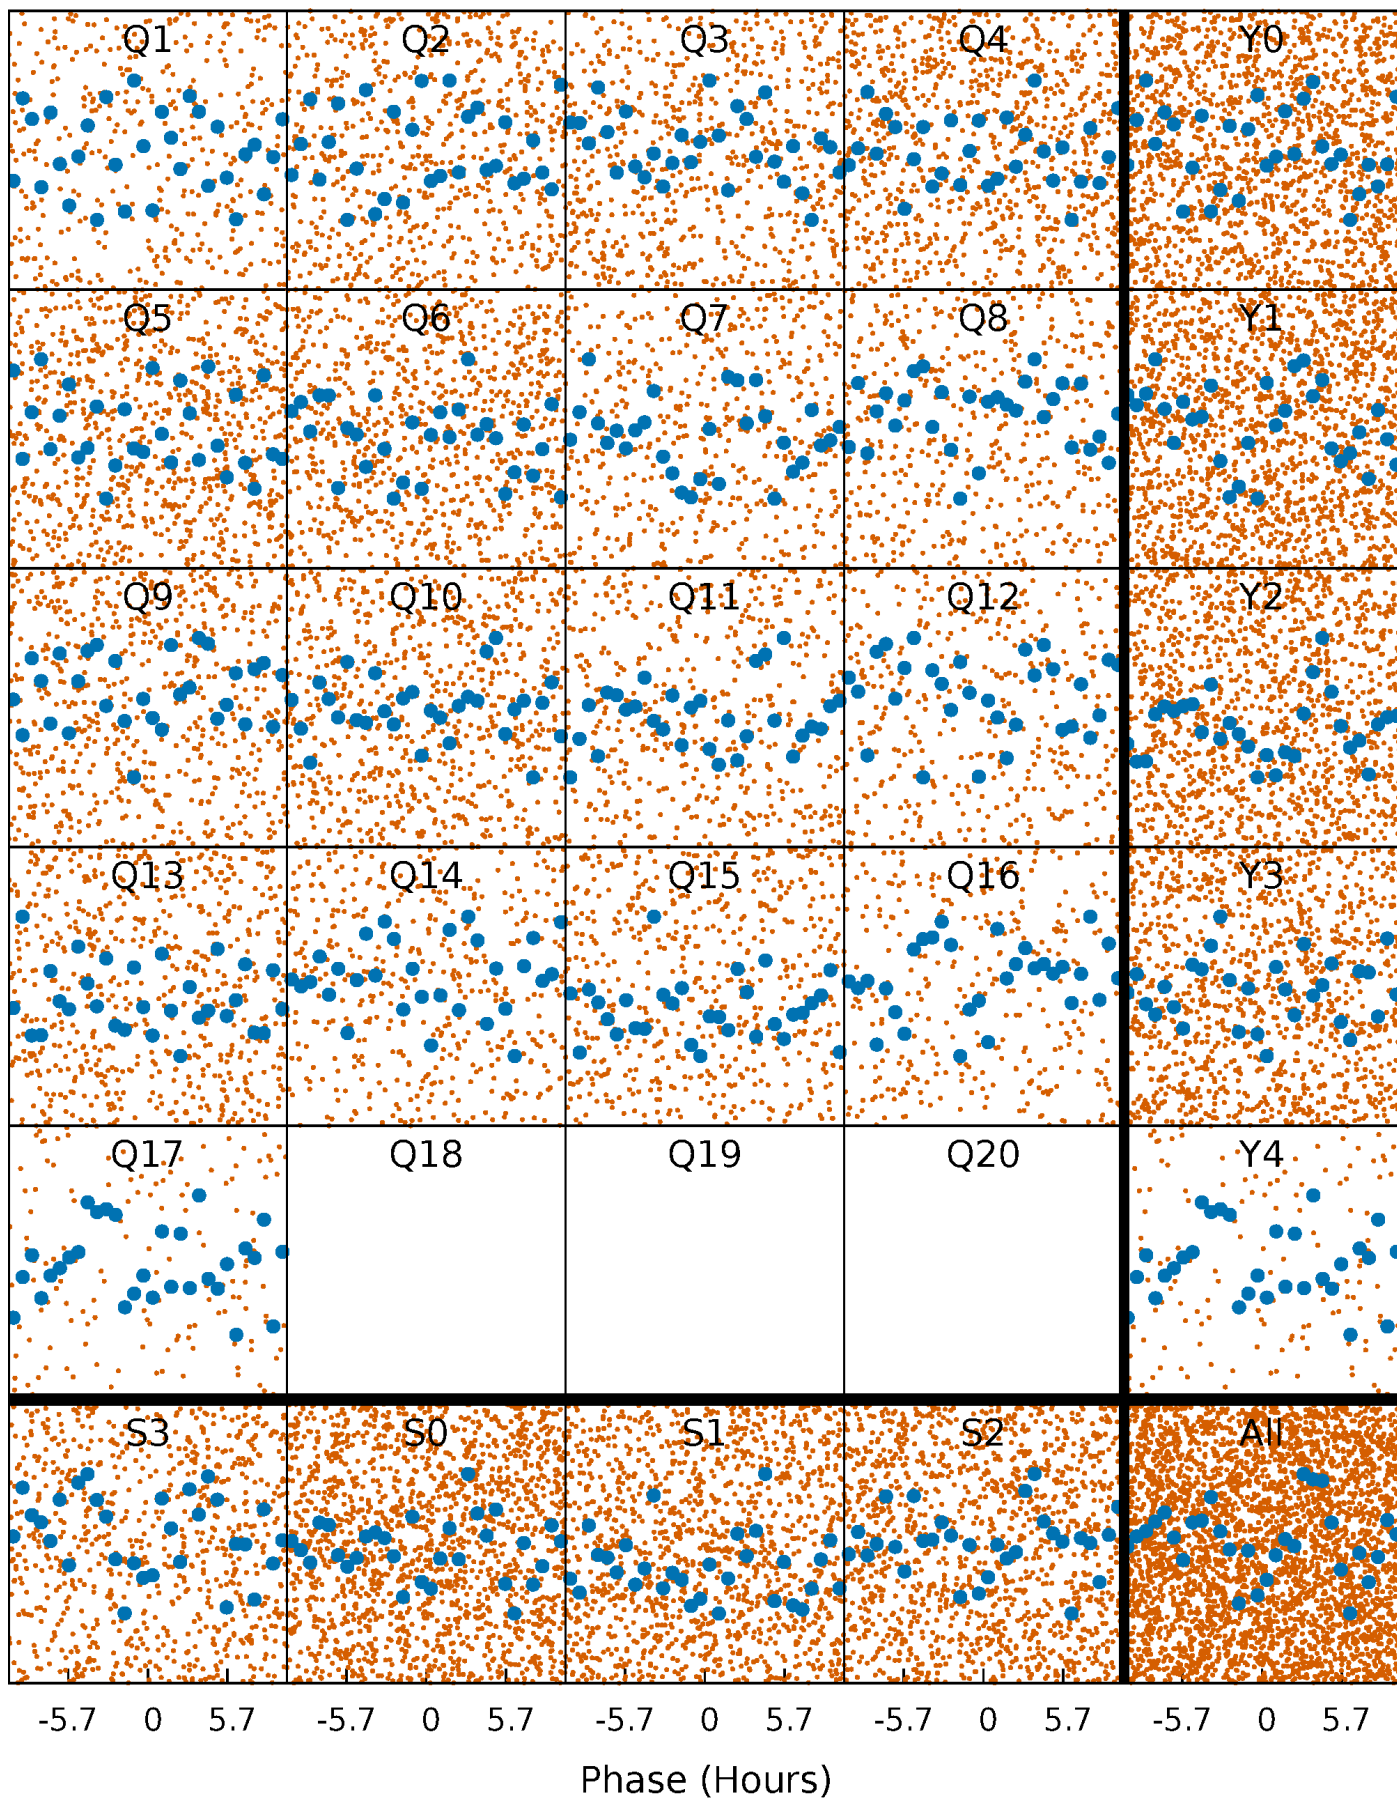 Q1 Q2 Q3 Q4 Y0
Q5 Q6 Q7 Q8 Y1
Q9 Q10 Q11 Q12 Y2
Q13 Q14 Q15 Q16 Y3
Q17 Q18 Q19 Q20 Y4
S3 S0 S1 S2 All
-5.7 0 5.7 -5.7 0 5.7 -5.7 0 5.7 -5.7 0 5.7 -5.7 0 5.7
Phase (Hours)